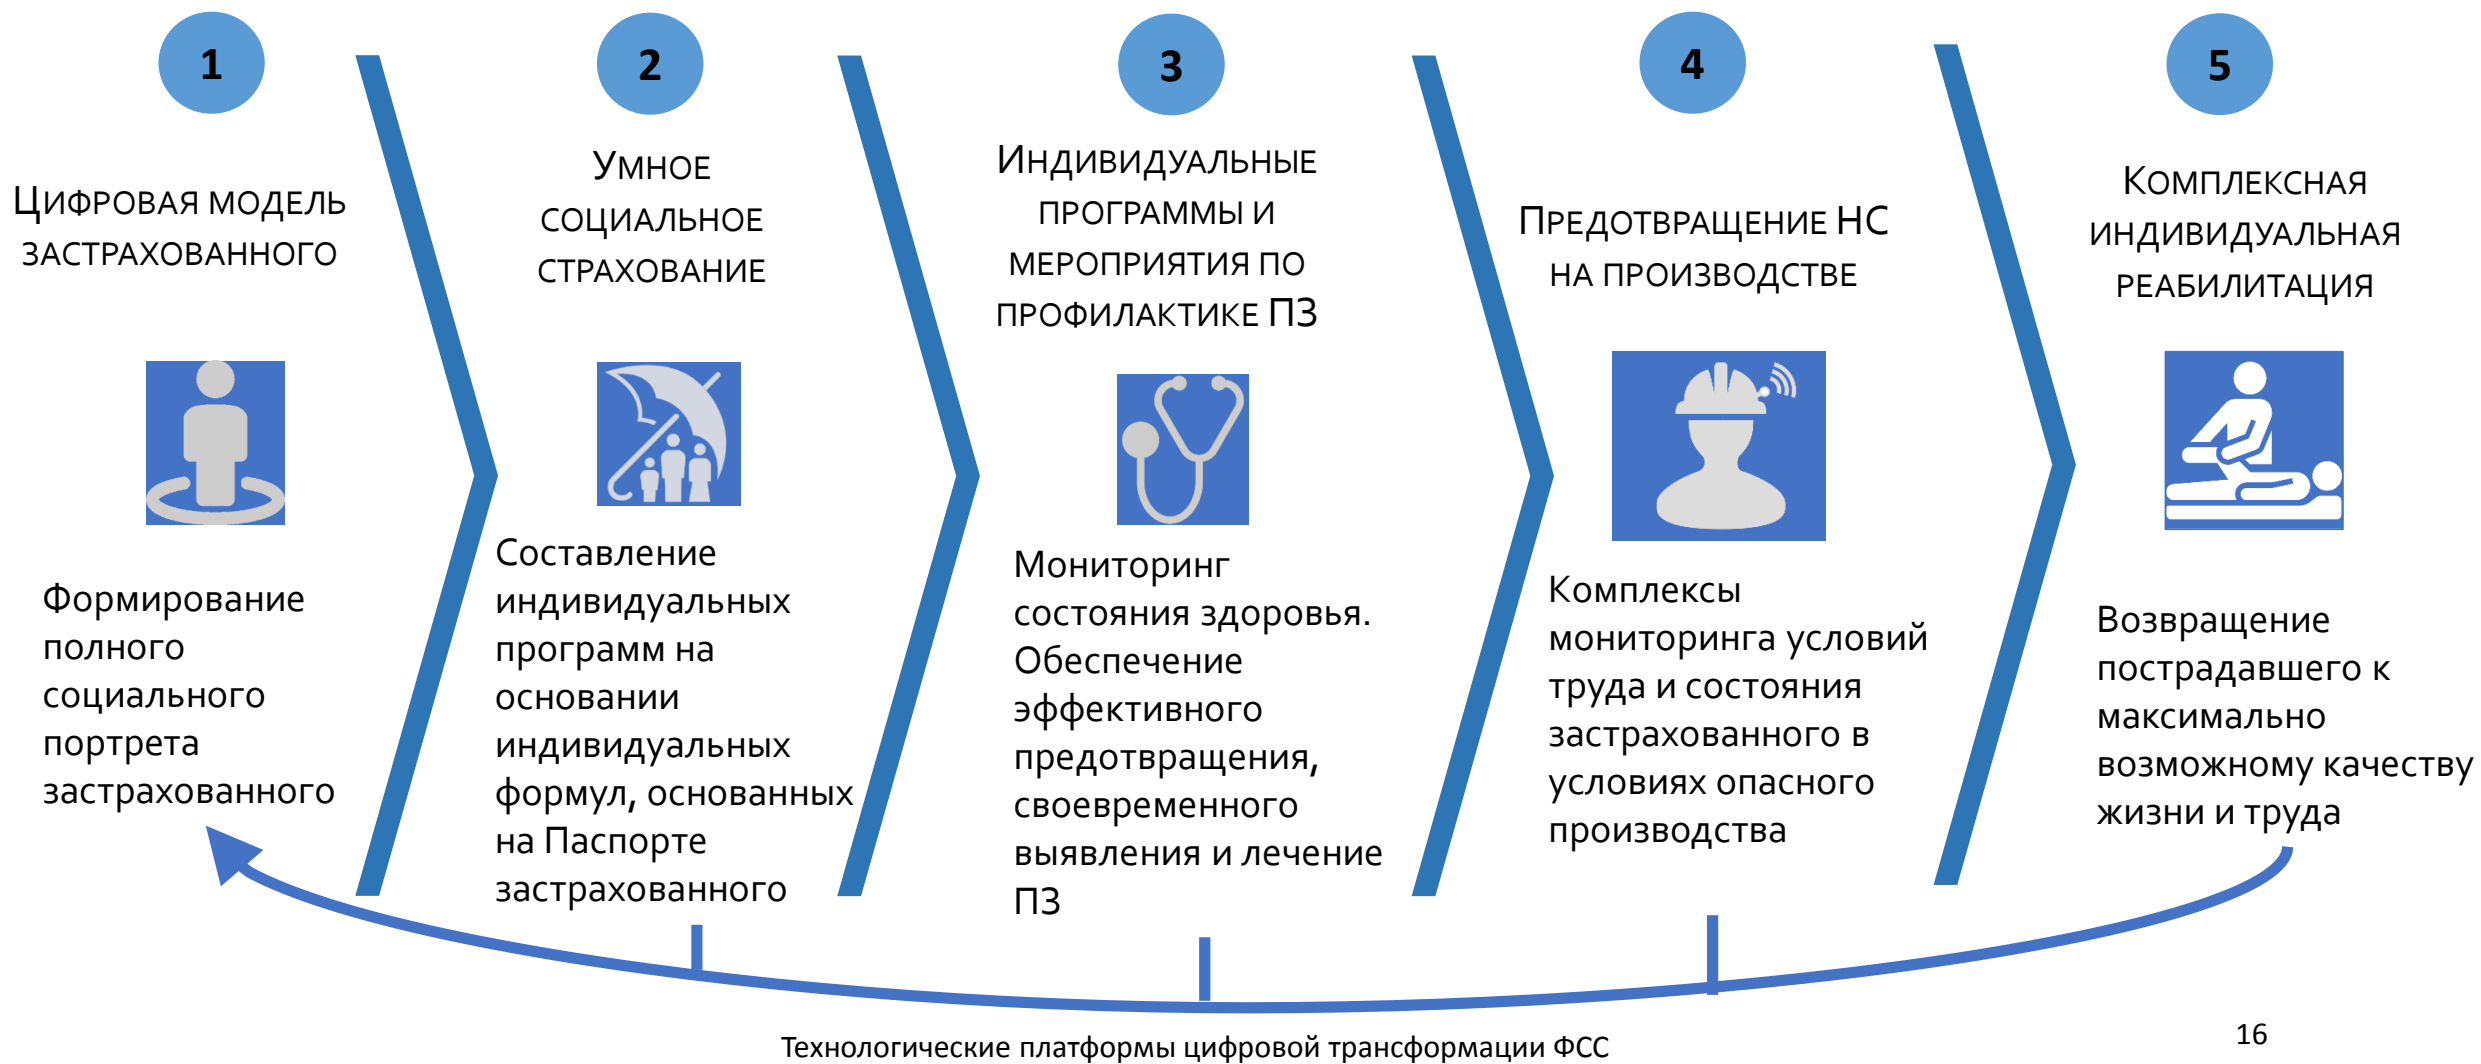 1
Цифровая модель
застрахованного
Формирование
полного
социального
портрета
застрахованного
2
Умное
социальное
страхование
Составление
индивидуальных
программ на
основании
индивидуальных
формул, основанных
на Паспорте
застрахованного
3
Индивидуальные
программы и
мероприятия по
профилактике ПЗ
Мониторинг
состояния здоровья.
Обеспечение
эффективного
предотвращения,
своевременного
выявления и лечение
ПЗ
4
Предотвращение НС
на производстве
Комплексы
мониторинга условий
труда и состояния
застрахованного в
условиях опасного
производства
5
Комплексная
индивидуальная
реабилитация
Возвращение
пострадавшего к
максимально
возможному качеству
жизни и труда
Технологические платформы цифровой трансформации ФСС
16